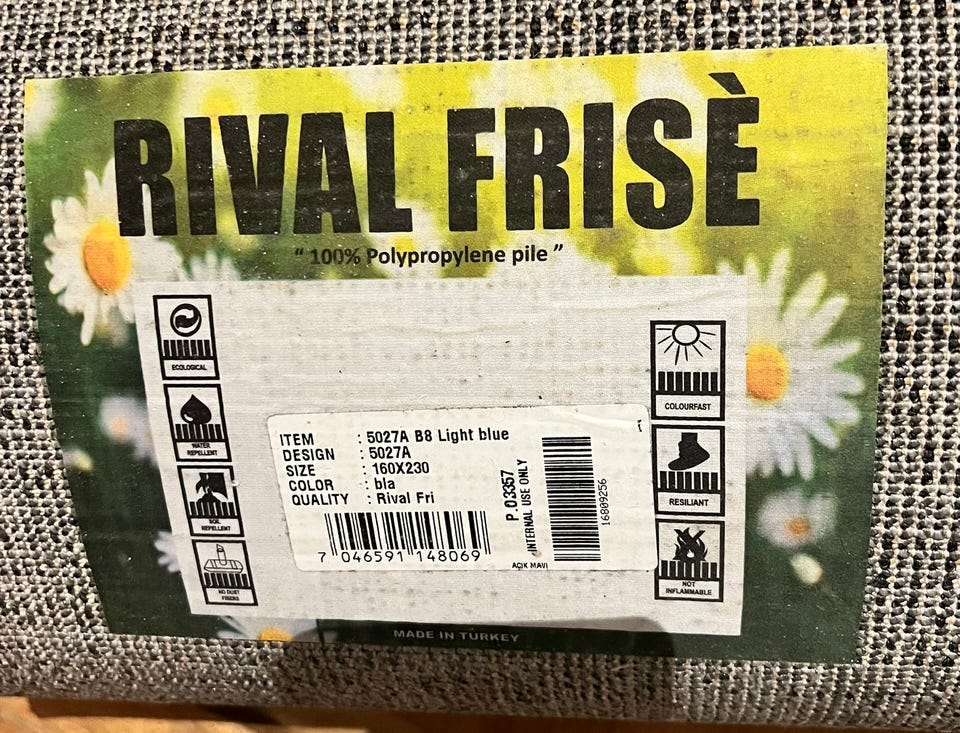 RIVAL FRISÈ
“ 100% Polypropylene pile ”
ECOLOGICAL
WATER
REPELLENT
SOIL
REPELLENT
NO DUST
FIBERS
ITEM : 5027A B8 Light blue
DESIGN : 5027A
SIZE : 160X230
COLOR : bla
QUALITY : Rival Fri
7 046591 148069
P.03357
INTERNAL USE ONLY
16809256
AÇIK MAVI
COLOURFAST
RESILIANT
NOT
INFLAMMABLE
MADE IN TURKEY